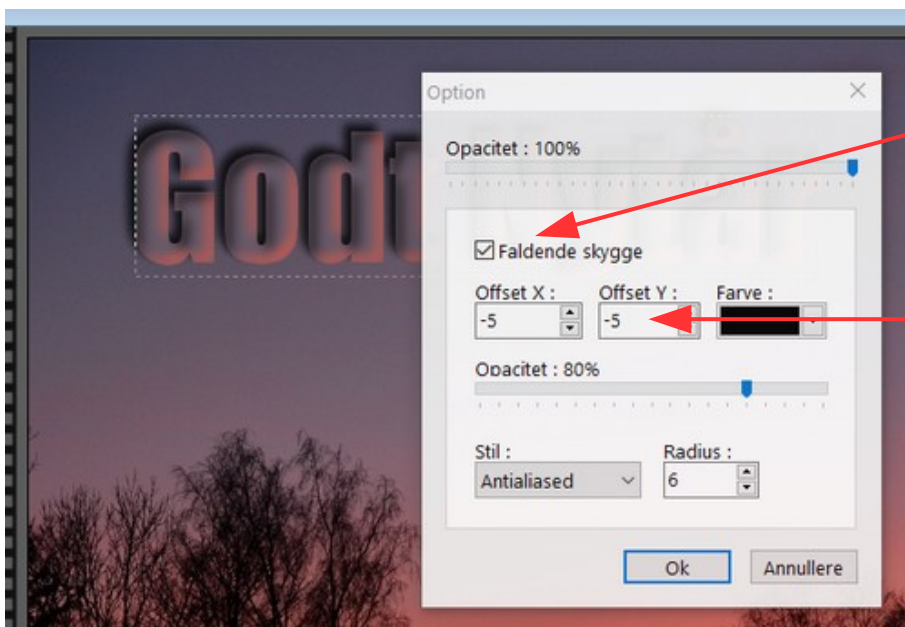 Option
Godt
Opacitet : 100%
Faldende skygge
Offset X : Offset Y : Farve :
-5 -5
Opacitet : 80%
Stil : Radius :
Antialiased 6
Ok Annullere